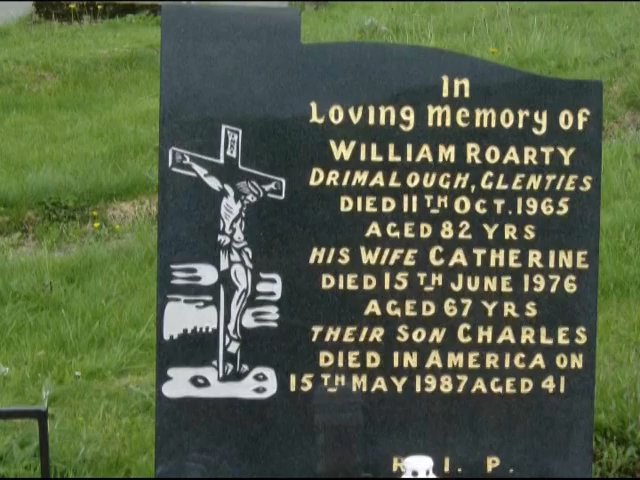 In
Loving Memory of
WILLIAM ROARTY
DRIMALOUGH, GLENTIES
DIED 11TH OCT. 1965
AGED 82 YRS
HIS WIFE CATHERINE
DIED 15TH JUNE 1976
AGED 67 YRS
THEIR SON CHARLES
DIED IN AMERICA ON
15TH MAY 1987 AGED 41
R. I. P.